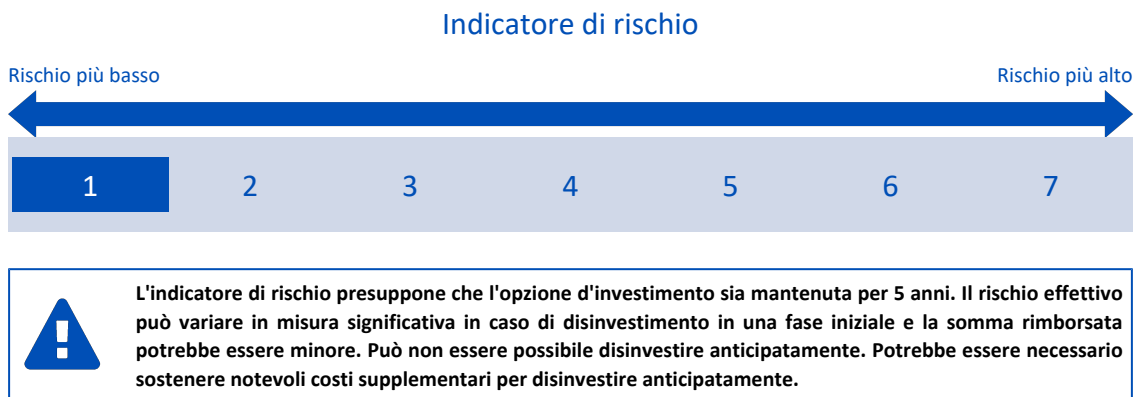 Indicatore di rischio
Rischio più basso
Rischio più alto
1 2 3 4 5 6 7
L'indicatore di rischio presuppone che l'opzione d'investimento sia mantenuta per 5 anni. Il rischio effettivo
può variare in misura significativa in caso di disinvestimento in una fase iniziale e la somma rimborsata
potrebbe essere minore. Può non essere possibile disinvestire anticipatamente. Potrebbe essere necessario
sostenere notevoli costi supplementari per disinvestire anticipatamente.